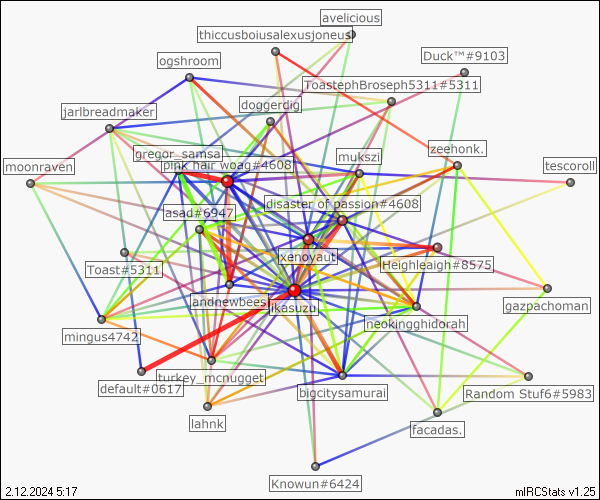 avelicious
thiccusboiusalexusjoneus
Duck™#9103
ogshroom
ToastephBroseph5311#5311
doggerdig
jarlbreadmaker
zeehonk.
gregor_samsa.
mukszi
pink hair woag#4608
moonraven
tescoroll
disaster of passion#4608
asad#6947
xenoyaut
Heighleigh#8575
Toast#5311
andnewtees
ikasuzu
gazpachoman
neokingghidorah
mingus4742
turkey_mcnugget
default#0617
bigcitysamurai
Random Stuf6#5983
lahnk
facadas.
Knowun#6424
2.12.2024 5:17
mIRCStats v1.25